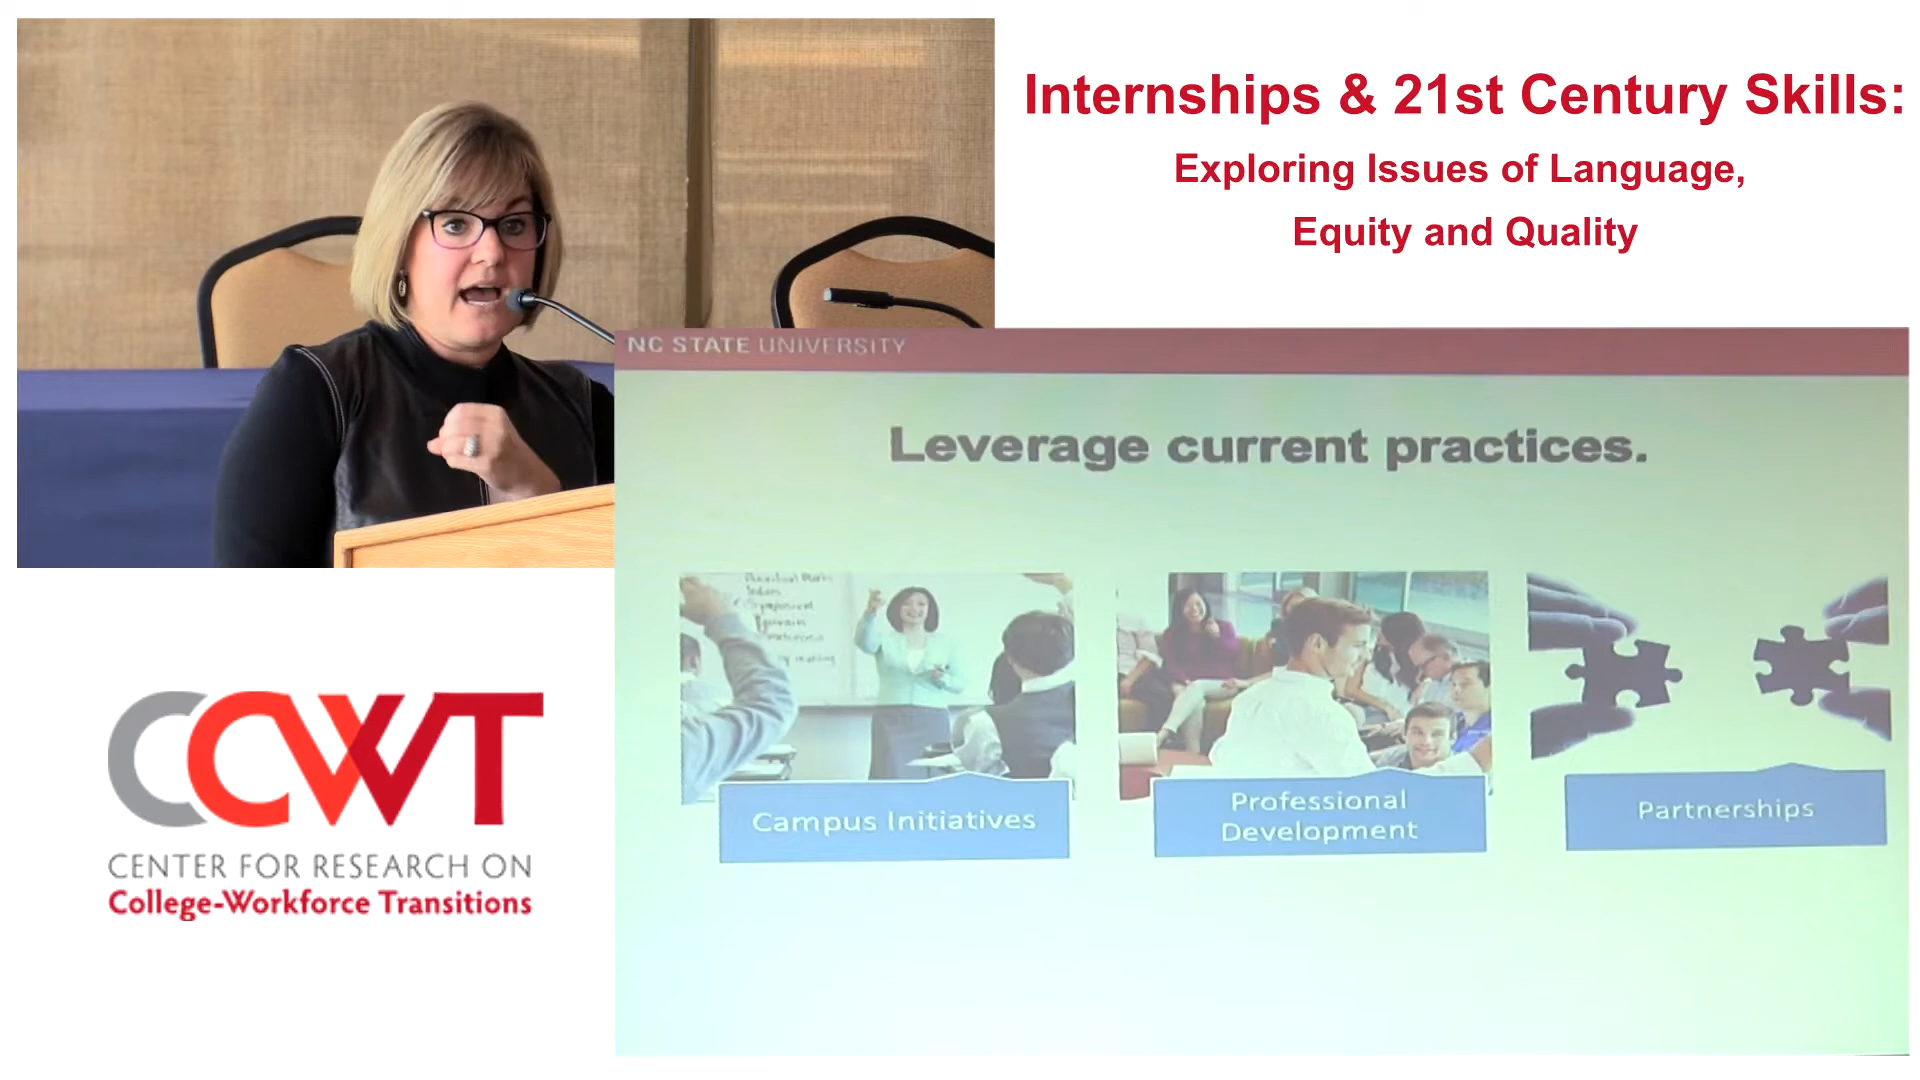 Internships & 21st Century Skills:
Exploring Issues of Language,
Equity and Quality
NC STATE UNIVERSITY
Leverage current practices.
Campus Initiatives
Professional
Development
Partnerships
CCWT
CENTER FOR RESEARCH ON
College-Workforce Transitions